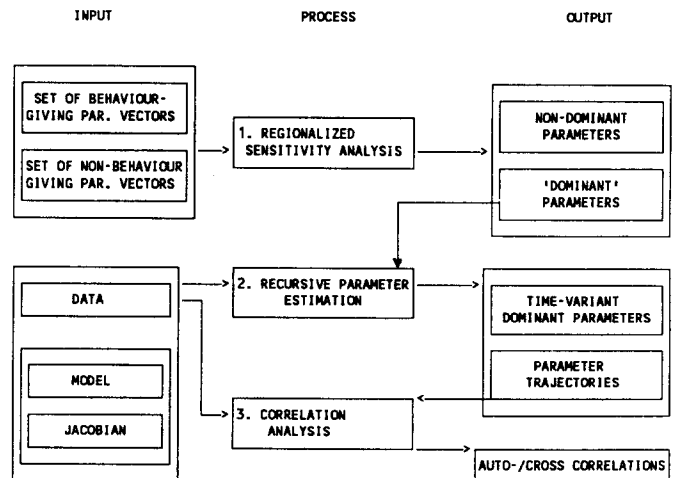 INPUT
PROCESS
OUTPUT
SET OF BEHAVIOUR-
GIVING PAR. VECTORS
SET OF NON-BEHAVIOUR
GIVING PAR. VECTORS
1. REGIONALIZED
SENSITIVITY ANALYSIS
NON-DOMINANT
PARAMETERS
'DOMINANT'
PARAMETERS
DATA
MODEL
JACOBIAN
2. RECURSIVE PARAMETER
ESTIMATION
TIME-VARIANT
DOMINANT PARAMETERS
PARAMETER
TRAJECTORIES
3. CORRELATION
ANALYSIS
AUTO-/CROSS CORRELATIONS